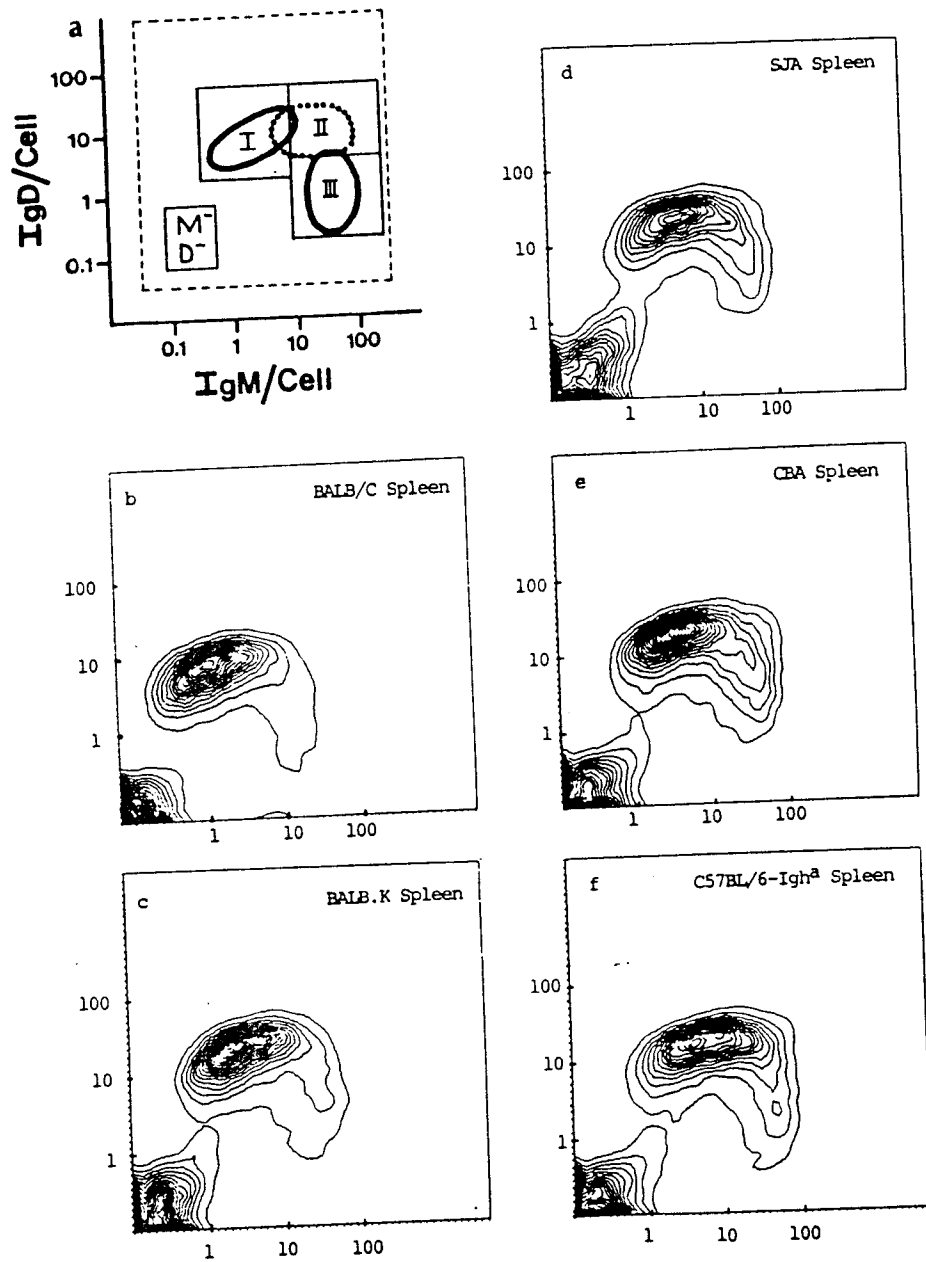 a
100
10
1
0.1
IgD/Cell
I
II
III
M⁻
D⁻
0.1 1 10 100
IgM/Cell
d
SJA Spleen
100
10
1
1 10 100
b
BALB/C Spleen
100
10
1
1 10 100
e
CBA Spleen
100
10
1
1 10 100
c
BALB.K Spleen
100
10
1
1 10 100
f
C57BL/6-Ighᵃ Spleen
100
10
1
1 10 100